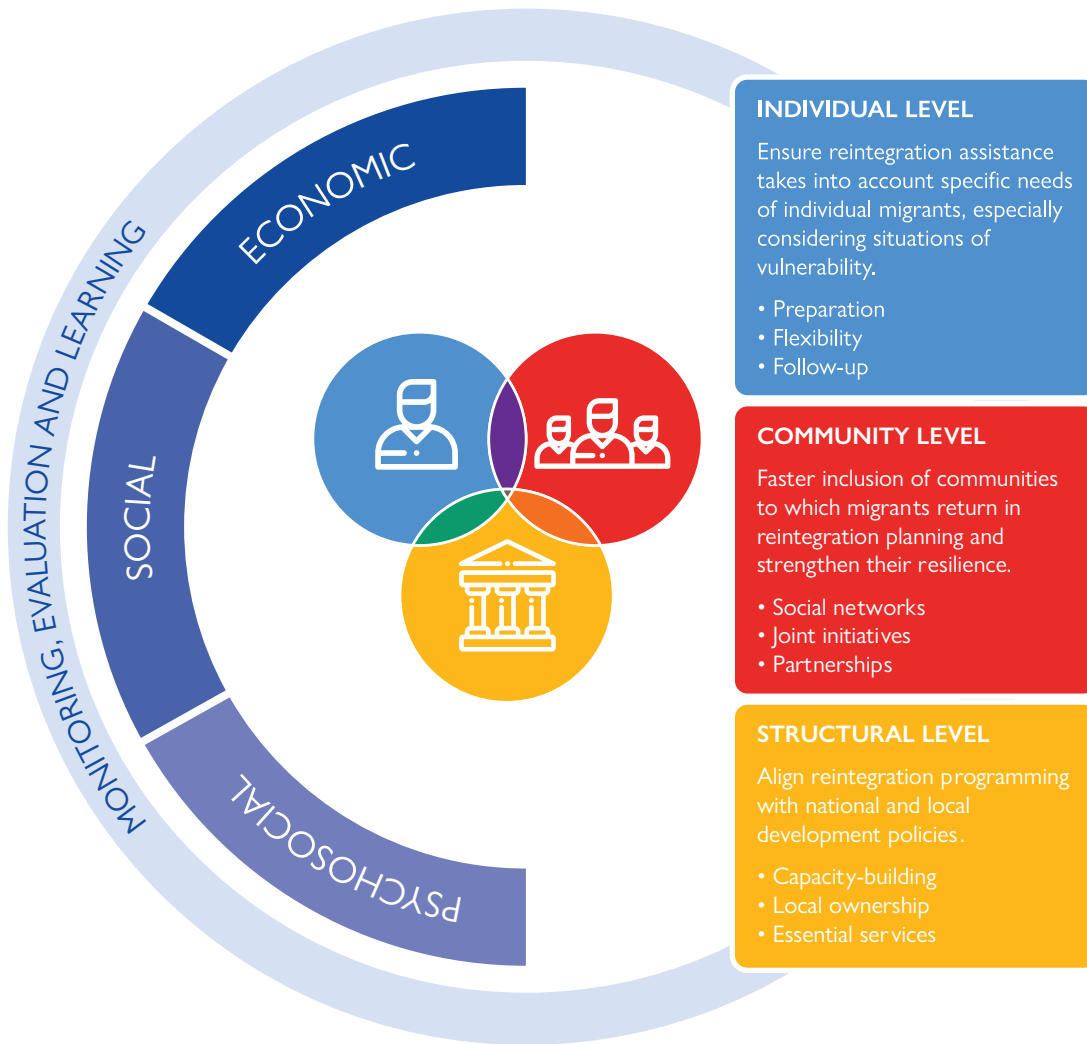 MONITORING, EVALUATION AND LEARNING
ECONOMIC
SOCIAL
PSYCHOSOCIAL
INDIVIDUAL LEVEL
Ensure reintegration assistance
takes into account specific needs
of individual migrants, especially
considering situations of
vulnerability.
• Preparation
• Flexibility
• Follow-up
COMMUNITY LEVEL
Faster inclusion of communities
to which migrants return in
reintegration planning and
strengthen their resilience.
• Social networks
• Joint initiatives
• Partnerships
STRUCTURAL LEVEL
Align reintegration programming
with national and local
development policies.
• Capacity-building
• Local ownership
• Essential services